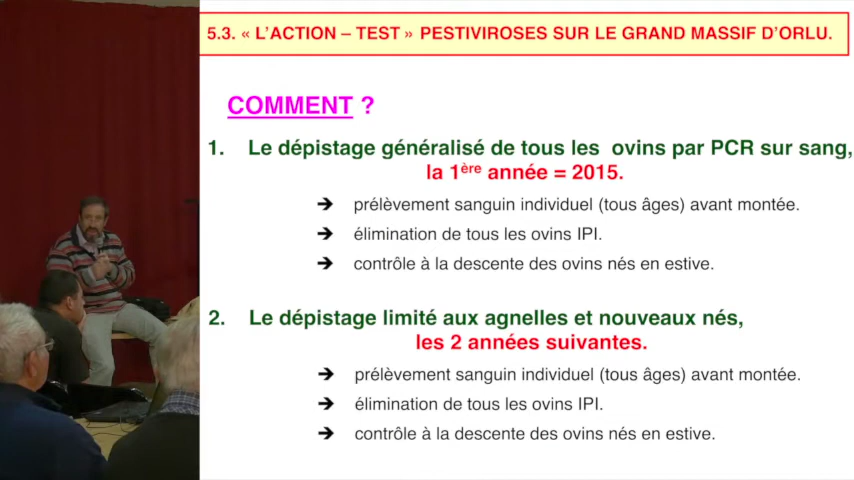 5.3. « L'ACTION – TEST » PESTIVIROSES SUR LE GRAND MASSIF D'ORLU.
COMMENT ?
1. Le dépistage généralisé de tous les ovins par PCR sur sang,
la 1ère année = 2015.
➔ prélèvement sanguin individuel (tous âges) avant montée.
➔ élimination de tous les ovins IPI.
➔ contrôle à la descente des ovins nés en estive.
2. Le dépistage limité aux agnelles et nouveaux nés,
les 2 années suivantes.
➔ prélèvement sanguin individuel (tous âges) avant montée.
➔ élimination de tous les ovins IPI.
➔ contrôle à la descente des ovins nés en estive.